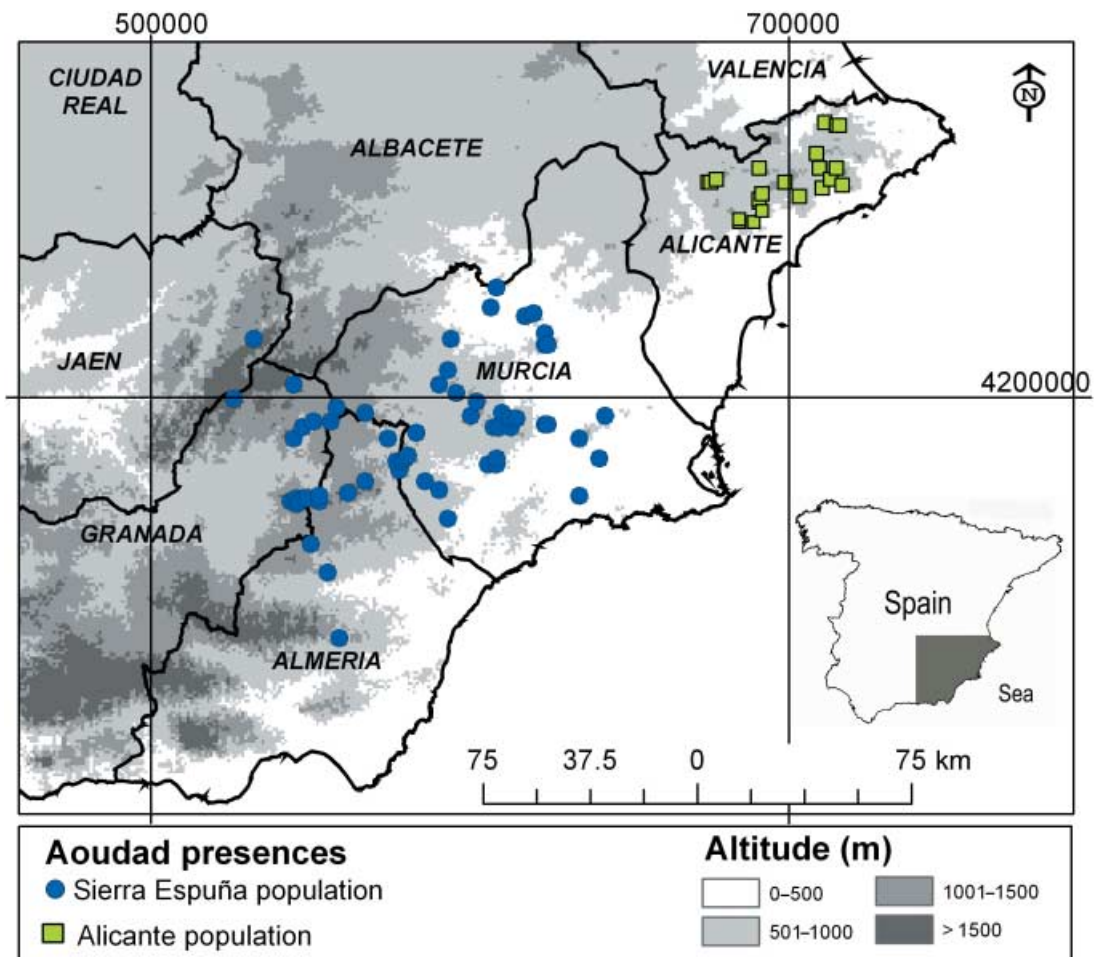 500000
700000
CIUDAD
REAL
VALENCIA
N
ALBACETE
ALICANTE
JAEN
MURCIA
4200000
GRANADA
Spain
ALMERIA
Sea
75 37.5 0 75 km
Aoudad presences
Sierra Espuña population
Alicante population
Altitude (m)
0–500
1001–1500
501–1000
> 1500